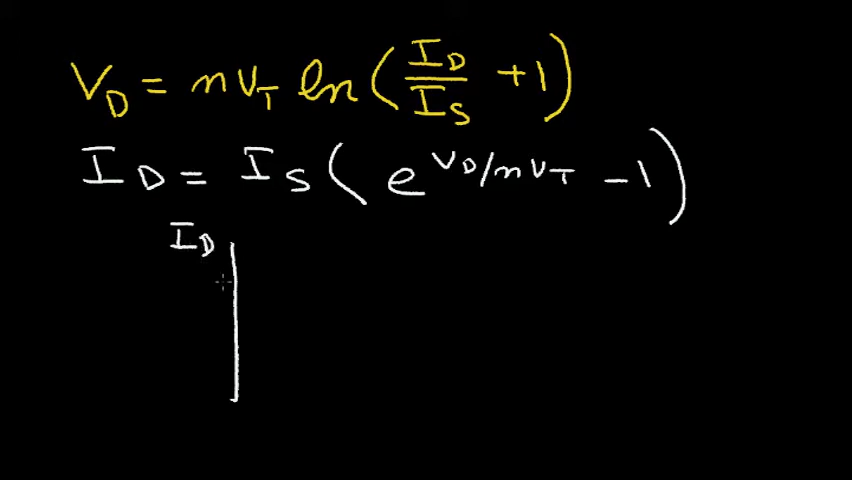 V_D = nV_T ln(I_D/I_S + 1)
I_D = I_S(e^{V_D/nV_T} - 1)
I_D